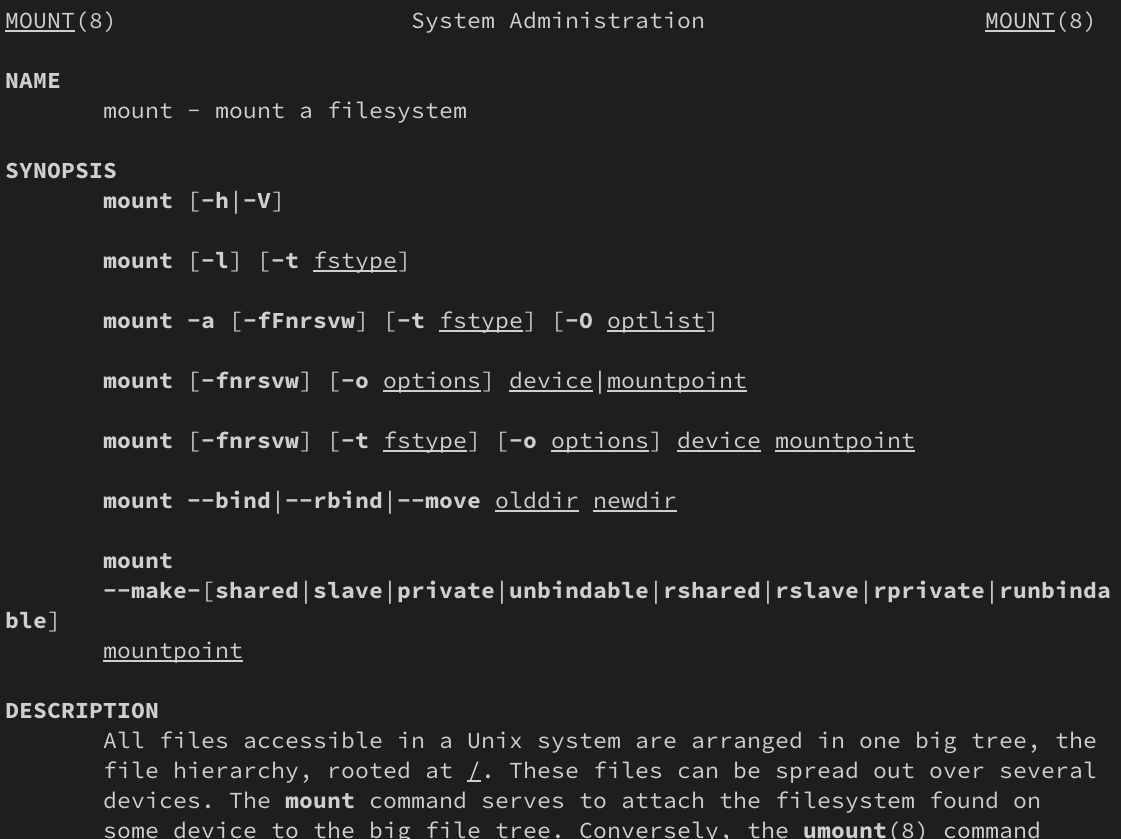 MOUNT(8) System Administration MOUNT(8)
NAME
mount - mount a filesystem
SYNOPSIS
mount [-h|-V]
mount [-l] [-t fstype]
mount -a [-fFnrsvw] [-t fstype] [-O optlist]
mount [-fnrsvw] [-o options] device|mountpoint
mount [-fnrsvw] [-t fstype] [-o options] device mountpoint
mount --bind|--rbind|--move olddir newdir
mount
--make-[shared|slave|private|unbindable|rshared|rslave|rprivate|runbinda
ble]
mountpoint
DESCRIPTION
All files accessible in a Unix system are arranged in one big tree, the
file hierarchy, rooted at /. These files can be spread out over several
devices. The mount command serves to attach the filesystem found on
some device to the big file tree. Conversely, the umount(8) command